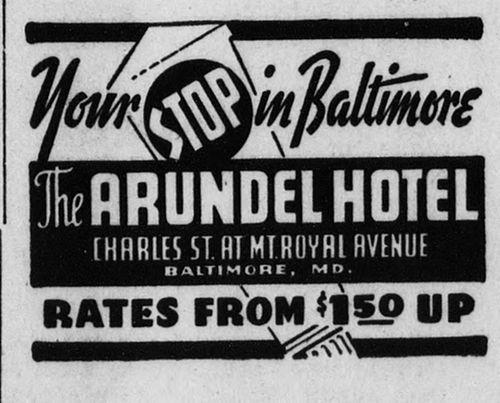 Your STOP in Baltimore
The ARUNDEL HOTEL
CHARLES ST. AT MT. ROYAL AVENUE
BALTIMORE, MD.
RATES FROM $1.50 UP